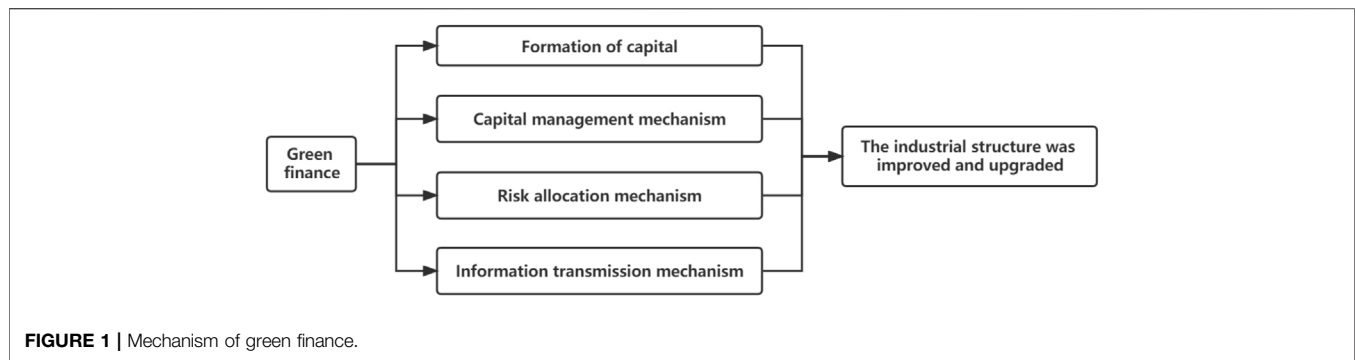 Formation of capital
Capital management mechanism
Green
finance
The industrial structure was
improved and upgraded
Risk allocation mechanism
Information transmission mechanism
FIGURE 1 | Mechanism of green finance.